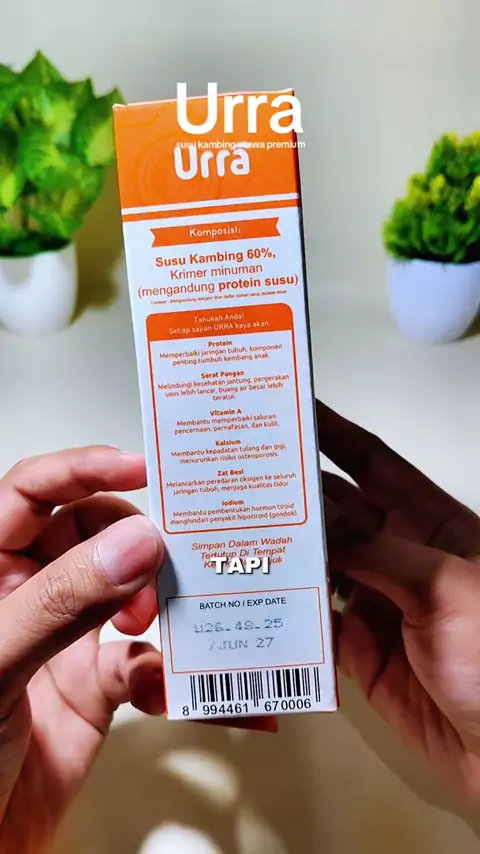 Urra
susu kambing etawa premium
Urra
Komposisi:
Susu Kambing 60%,
Krimer minuman
(mengandung protein susu)
Tahukah Anda!
Setiap sajian URRA kaya akan:
Protein
Memperbaiki jaringan tubuh, komponen
penting tumbuh kembang anak.
Serat Pangan
Melindungi kesehatan jantung, pergerakan
usus lebih lancar, buang air besar lebih
teratur.
Vitamin A
Membantu memperbaiki saluran
pencernaan, pernafasan, dan kulit.
Kalsium
Membantu kepadatan tulang dan gigi,
menurunkan risiko osteoporosis.
Zat Besi
Melancarkan peredaran oksigen ke seluruh
jaringan tubuh, menjaga kualitas tidur
Iodium
Membantu pembentukan hormon tiroid
menghindari penyakit hipotiroid (gondok).
Simpan Dalam Wadah
Tertutup Di Tempat
TAPI
BATCH NO / EXP DATE
U26-48-25
/JUN 27
8 994461 670006